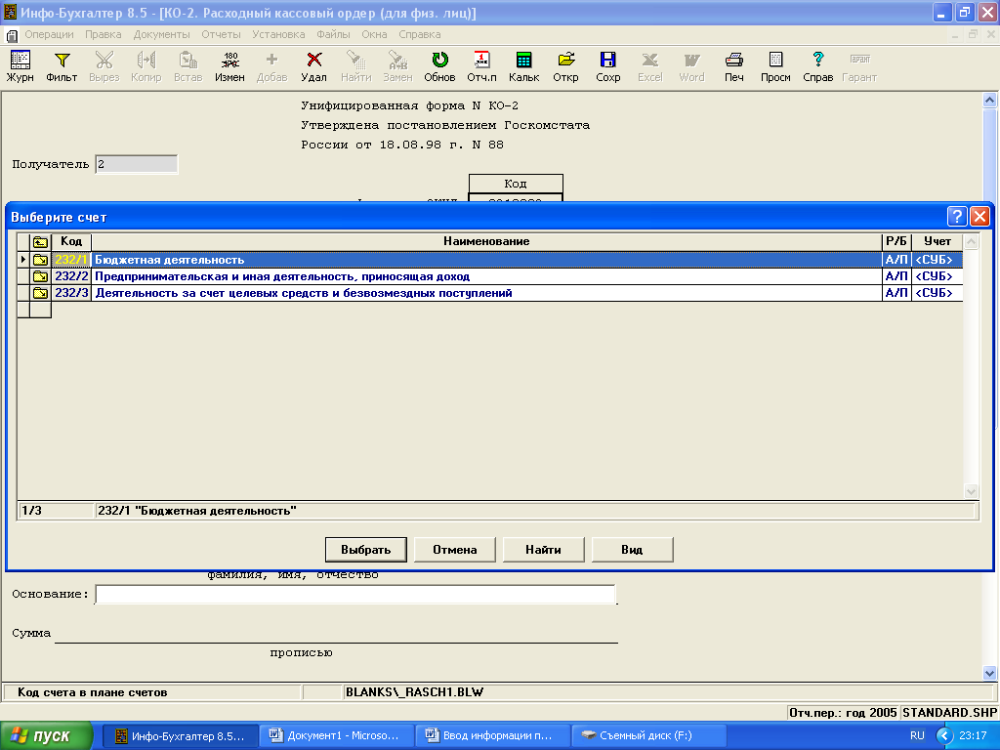 Инфо-Бухгалтер 8.5 - [КО-2. Расходный кассовый ордер (для физ. лиц)]
Операции Правка Документы Отчеты Установка Файлы Окна Справка
Журн Фильт Вырез Копир Встав Измен Добав Удал Найти Замен Обнов Отч.п Кальк Откр Сохр Excel Word Печ Просм Справ Гарант
Унифицированная форма N КО-2
Утверждена постановлением Госкомстата
России от 18.08.98 г. N 88
Получатель 2
Код
Выберите счет
Код Наименование Р/Б Учет
232/1 Бюджетная деятельность А/П <СУБ>
232/2 Предпринимательская и иная деятельность, приносящая доход А/П <СУБ>
232/3 Деятельность за счет целевых средств и безвозмездных поступлений А/П <СУБ>
1/3 232/1 "Бюджетная деятельность"
Выбрать Отмена Найти Вид
фамилия, имя, отчество
Основание:
Сумма
прописью
Код счета в плане счетов BLANKS\_RASCH1.BLW
Отч.пер.: год 2005 STANDARD.SHP
пуск Инфо-Бухгалтер 8.5... Документ1 - Microso... Ввод информации п... Съемный диск (F:) RU 23:17